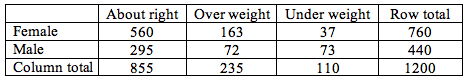 About right Over weight Under weight Row total
Female 560 163 37 760
Male 295 72 73 440
Column total 855 235 110 1200